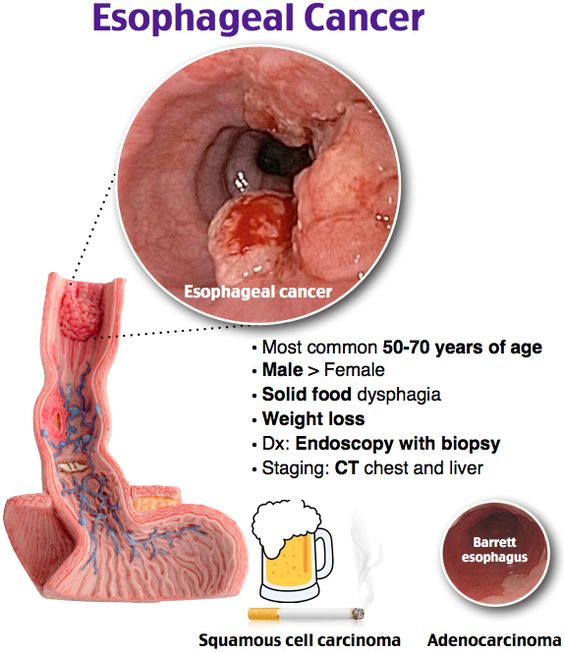 Esophageal Cancer
Esophageal cancer
• Most common 50-70 years of age
• Male > Female
• Solid food dysphagia
• Weight loss
• Dx: Endoscopy with biopsy
• Staging: CT chest and liver
Barrett
esophagus
Squamous cell carcinoma
Adenocarcinoma